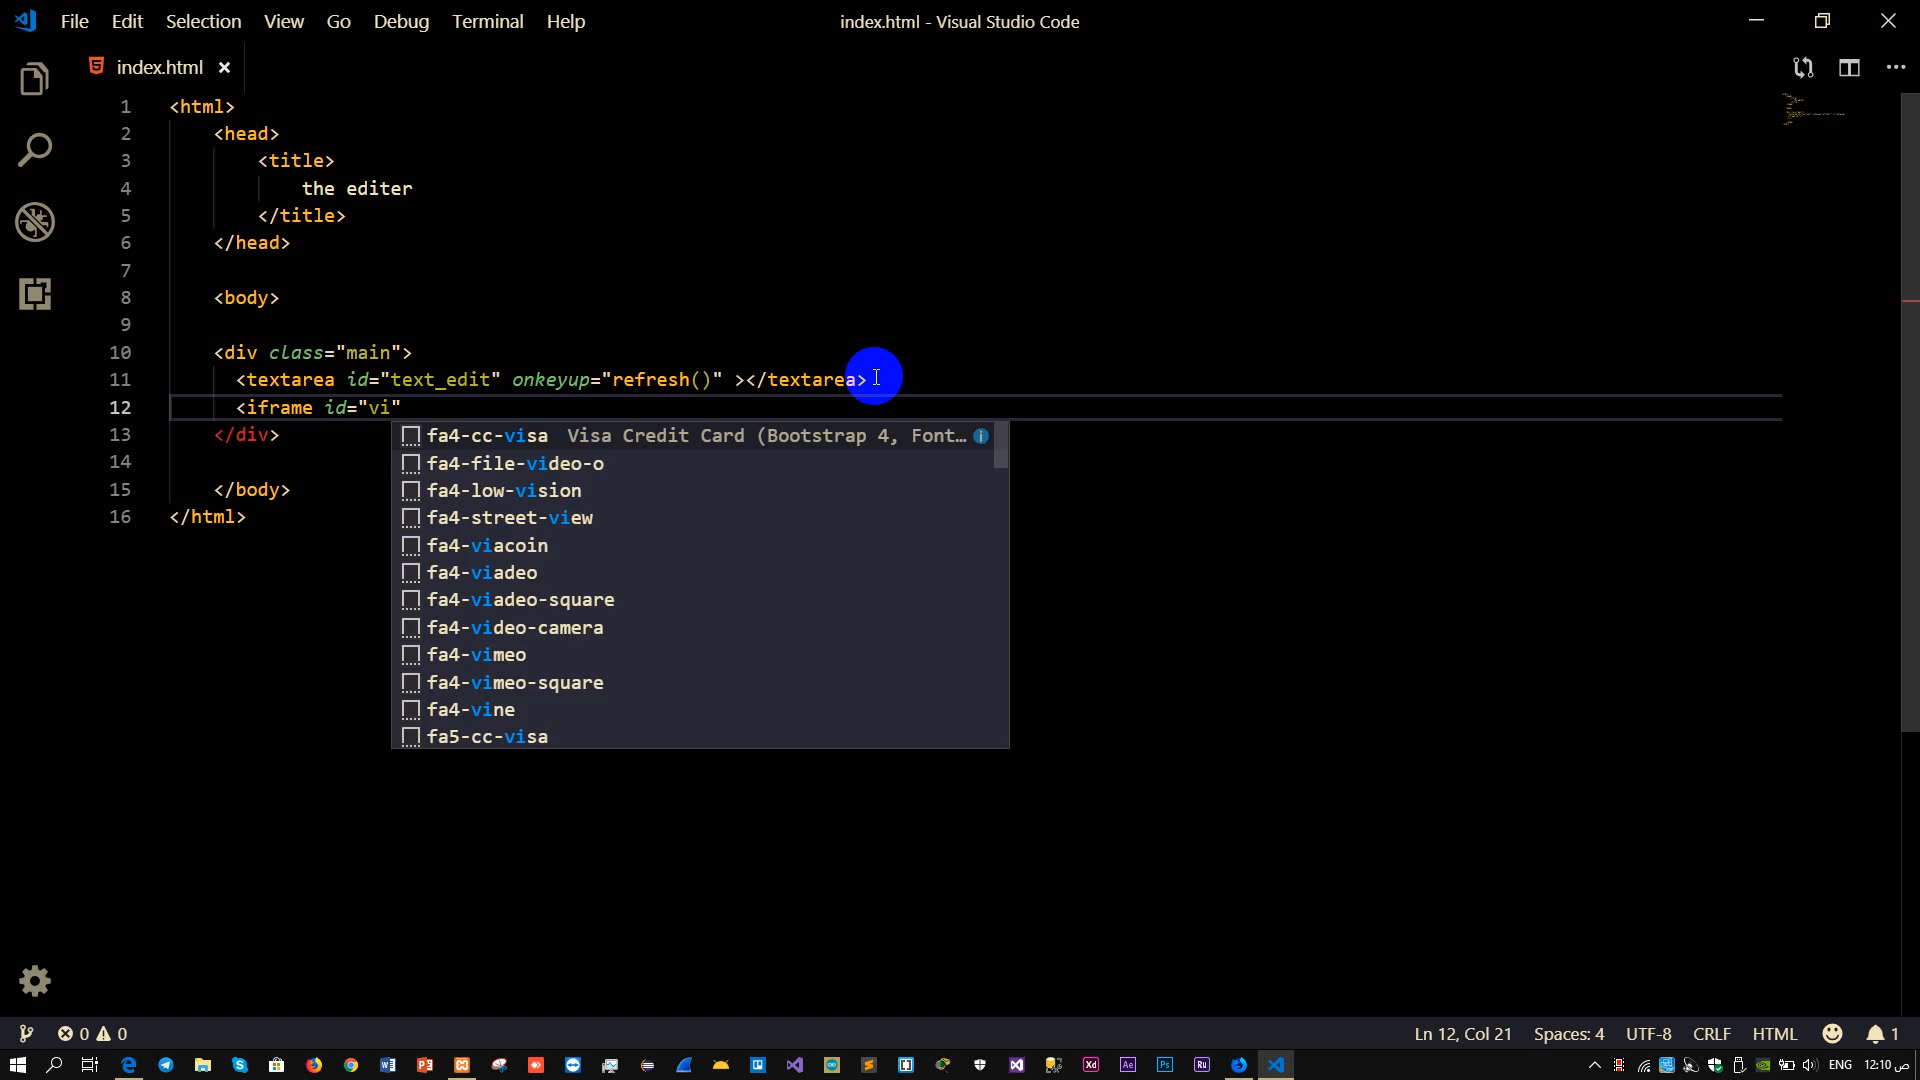 File Edit Selection View Go Debug Terminal Help
index.html - Visual Studio Code
index.html
1 <html>
2 <head>
3 <title>
4 the editer
5 </title>
6 </head>
7
8 <body>
9
10 <div class="main">
11 <textarea id="text_edit" onkeyup="refresh()" ></textarea>
12 <iframe id="vi"
13 </div>
14
15 </body>
16 </html>
fa4-cc-visa Visa Credit Card (Bootstrap 4, Font…
fa4-file-video-o
fa4-low-vision
fa4-street-view
fa4-viacoin
fa4-viadeo
fa4-viadeo-square
fa4-video-camera
fa4-vimeo
fa4-vimeo-square
fa4-vine
fa5-cc-visa
0 0
Ln 12, Col 21 Spaces: 4 UTF-8 CRLF HTML 1
Xd Ae Ps Ru
ENG 12:10 ص